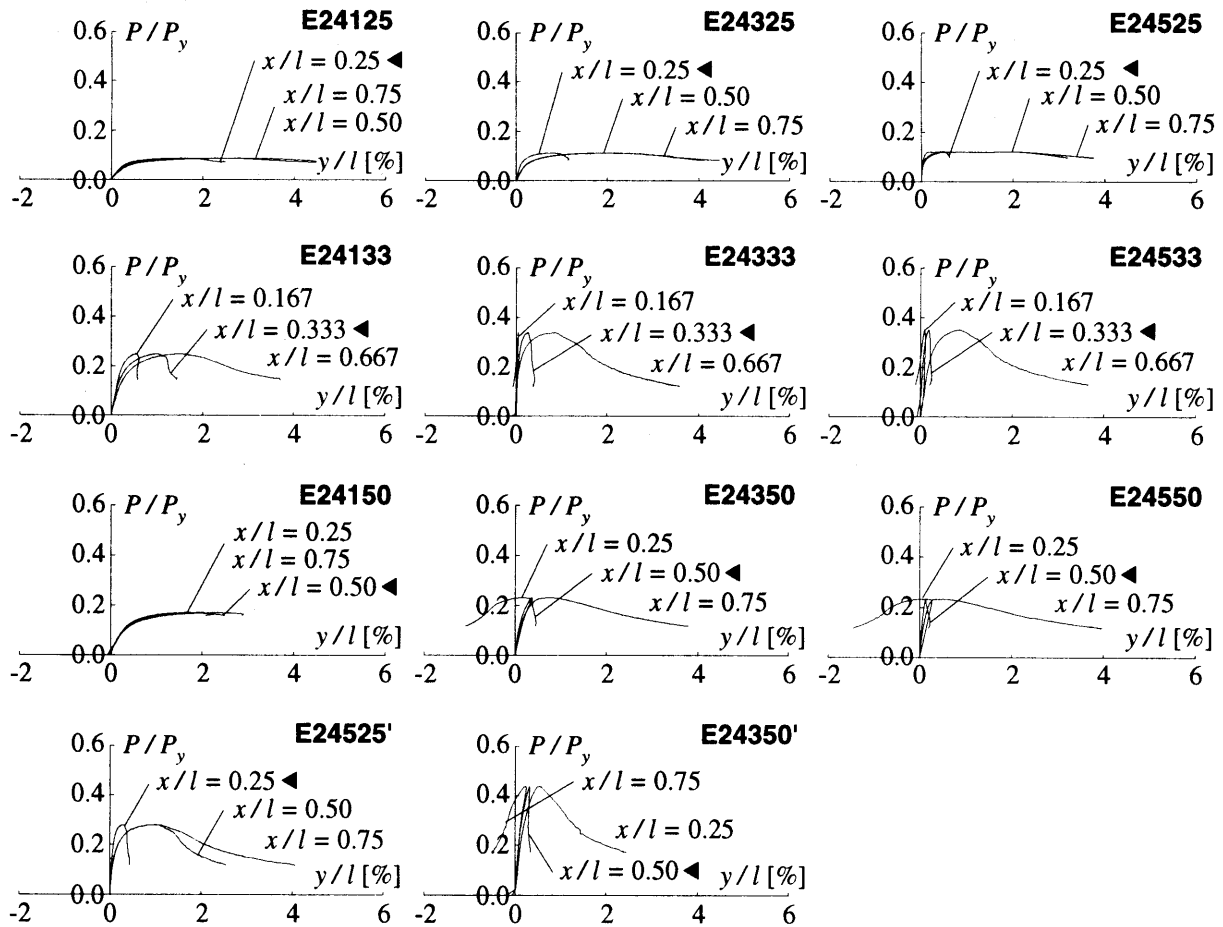 E24125
P / Py
0.6
0.4
0.2
0.0
x / l = 0.25 ◄
x / l = 0.75
x / l = 0.50
y / l [%]
-2 0 2 4 6
E24325
P / Py
0.6
0.4
0.2
0.0
x / l = 0.25 ◄
x / l = 0.50
x / l = 0.75
y / l [%]
-2 0 2 4 6
E24525
P / Py
0.6
0.4
0.2
0.0
x / l = 0.25 ◄
x / l = 0.50
x / l = 0.75
y / l [%]
-2 0 2 4 6
E24133
P / Py
0.6
0.4
0.2
0.0
x / l = 0.167
x / l = 0.333 ◄
x / l = 0.667
y / l [%]
-2 0 2 4 6
E24333
P / Py
0.6
0.4
0.2
0.0
x / l = 0.167
x / l = 0.333 ◄
x / l = 0.667
y / l [%]
-2 0 2 4 6
E24533
P / Py
0.6
0.4
0.2
0.0
x / l = 0.167
x / l = 0.333 ◄
x / l = 0.667
y / l [%]
-2 0 2 4 6
E24150
P / Py
0.6
0.4
0.2
0.0
x / l = 0.25
x / l = 0.75
x / l = 0.50 ◄
y / l [%]
-2 0 2 4 6
E24350
P / Py
0.6
0.4
0.2
0.0
x / l = 0.25
x / l = 0.50 ◄
x / l = 0.75
y / l [%]
-2 0 2 4 6
E24550
P / Py
0.6
0.4
0.2
0.0
x / l = 0.25
x / l = 0.50 ◄
x / l = 0.75
y / l [%]
-2 0 2 4 6
E24525'
P / Py
0.6
0.4
0.2
0.0
x / l = 0.25 ◄
x / l = 0.50
x / l = 0.75
y / l [%]
-2 0 2 4 6
E24350'
P / Py
0.6
0.4
0.2
0.0
x / l = 0.75
x / l = 0.25
x / l = 0.50 ◄
y / l [%]
-2 0 2 4 6